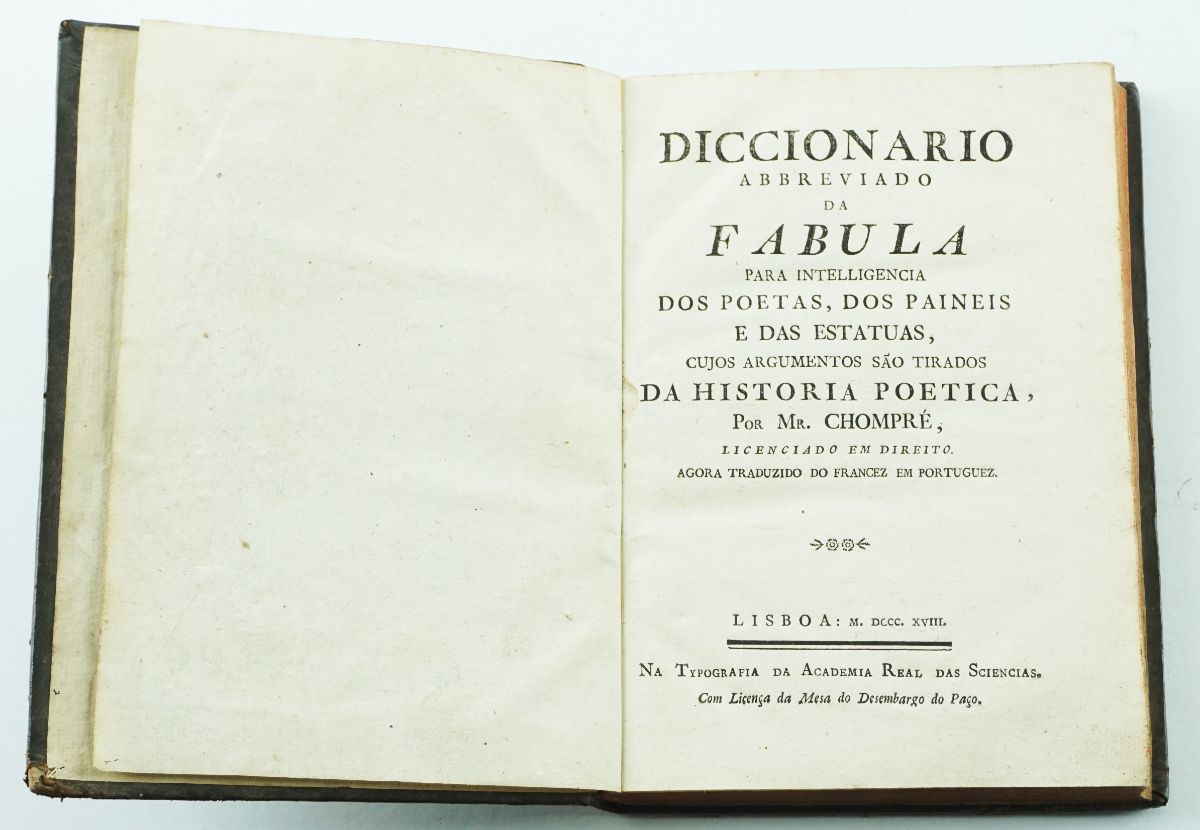 DICCIONARIO
ABBREVIADO
DA
FABULA
PARA INTELLIGENCIA
DOS POETAS, DOS PAINEIS
E DAS ESTATUAS,
CUJOS ARGUMENTOS SÃO TIRADOS
DA HISTORIA POETICA,
POR MR. CHOMPRÉ,
LICENCIADO EM DIREITO.
AGORA TRADUZIDO DO FRANCEZ EM PORTUGUEZ.
LISBOA: M. DCCC. XVIII.
NA TYPOGRAFIA DA ACADEMIA REAL DAS SCIENCIAS.
Com Licença da Mesa do Desembargo do Paço.